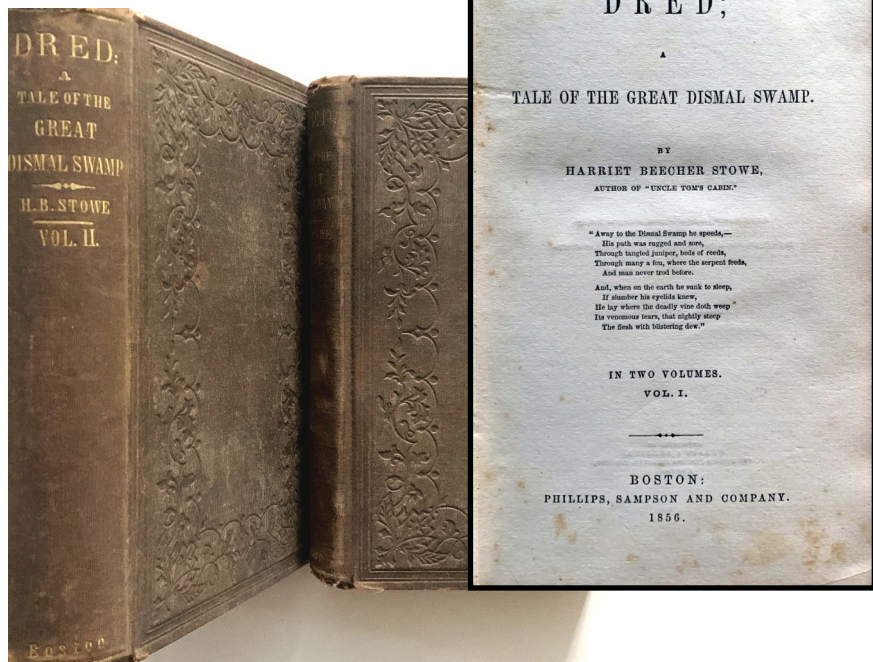 DRED;
A
TALE OF THE
GREAT
DISMAL SWAMP
H.B.STOWE
VOL. II.
Boston
DRED;
A
TALE OF THE GREAT DISMAL SWAMP.
BY
HARRIET BEECHER STOWE,
AUTHOR OF "UNCLE TOM'S CABIN."
"Away to the Dismal Swamp he speeds,—
His path was rugged and sore,
Through tangled juniper, beds of reeds,
Through many a fen, where the serpent feeds,
And man never trod before.
And, when on the earth he sunk to sleep,
If slumber his eyelids knew,
He lay where the deadly vine doth weep
Its venomous tears, that nightly steep
The flesh with blistering dew."
IN TWO VOLUMES.
VOL. I.
BOSTON:
PHILLIPS, SAMPSON AND COMPANY.
1856.